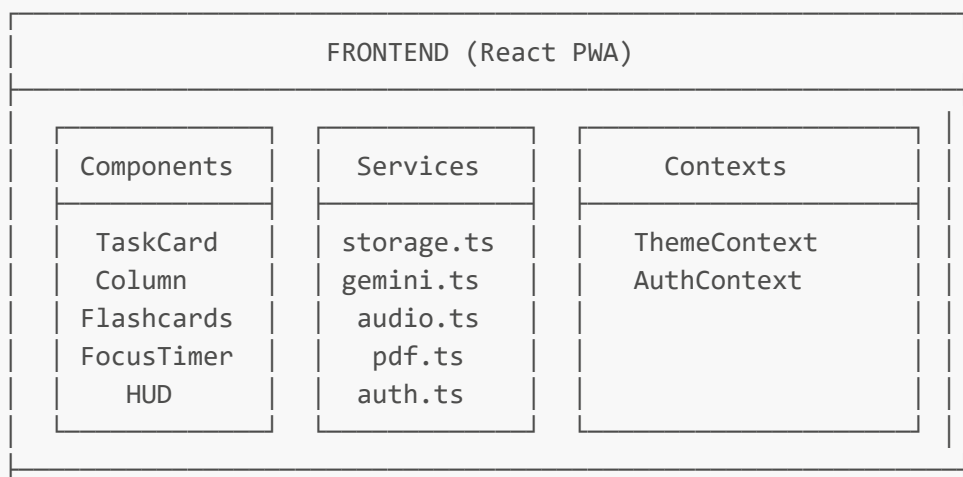 FRONTEND (React PWA)
Components Services Contexts
TaskCard storage.ts ThemeContext
Column gemini.ts AuthContext
Flashcards audio.ts
FocusTimer pdf.ts
HUD auth.ts